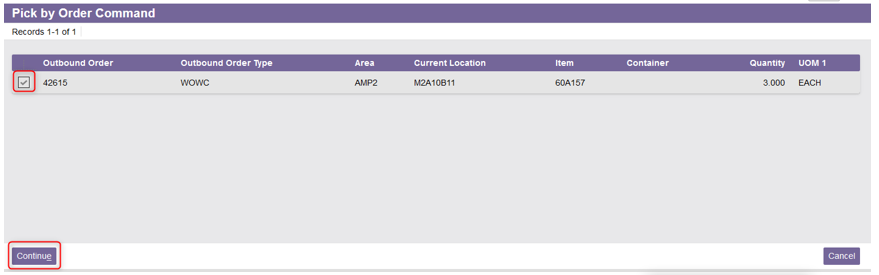 Pick by Order Command
Records 1-1 of 1
Outbound Order Outbound Order Type Area Current Location Item Container Quantity UOM 1
42615 WOWC AMP2 M2A10B11 60A157 3.000 EACH
Continue Cancel